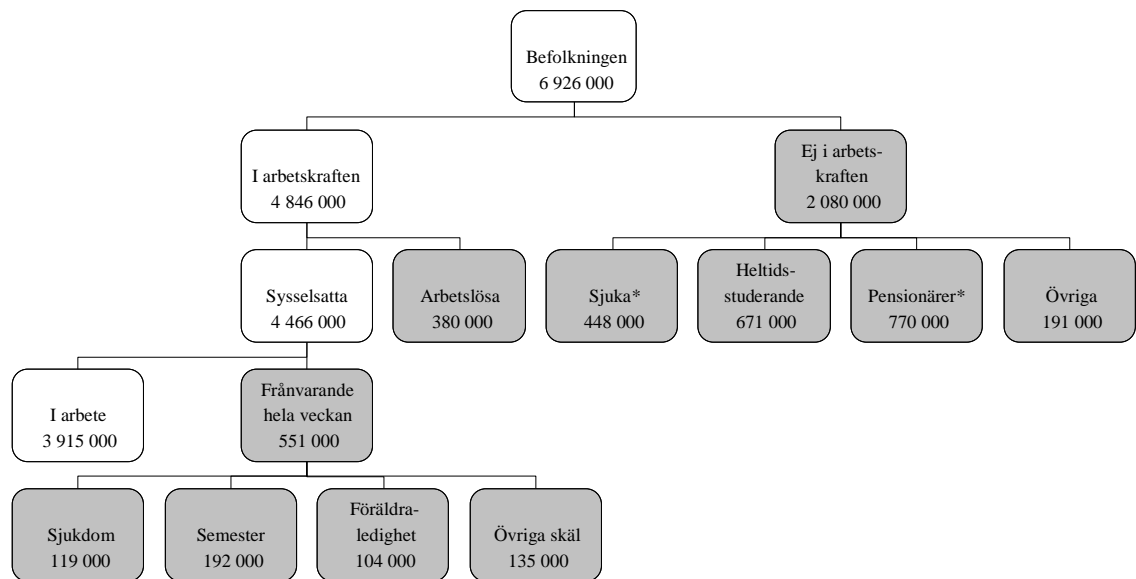 Befolkningen
6 926 000
I arbetskraften
4 846 000
Ej i arbets-
kraften
2 080 000
Sysselsatta
4 466 000
Arbetslösa
380 000
Sjuka*
448 000
Heltids-
studerande
671 000
Pensionärer*
770 000
Övriga
191 000
I arbete
3 915 000
Frånvarande
hela veckan
551 000
Sjukdom
119 000
Semester
192 000
Föräldra-
ledighet
104 000
Övriga skäl
135 000